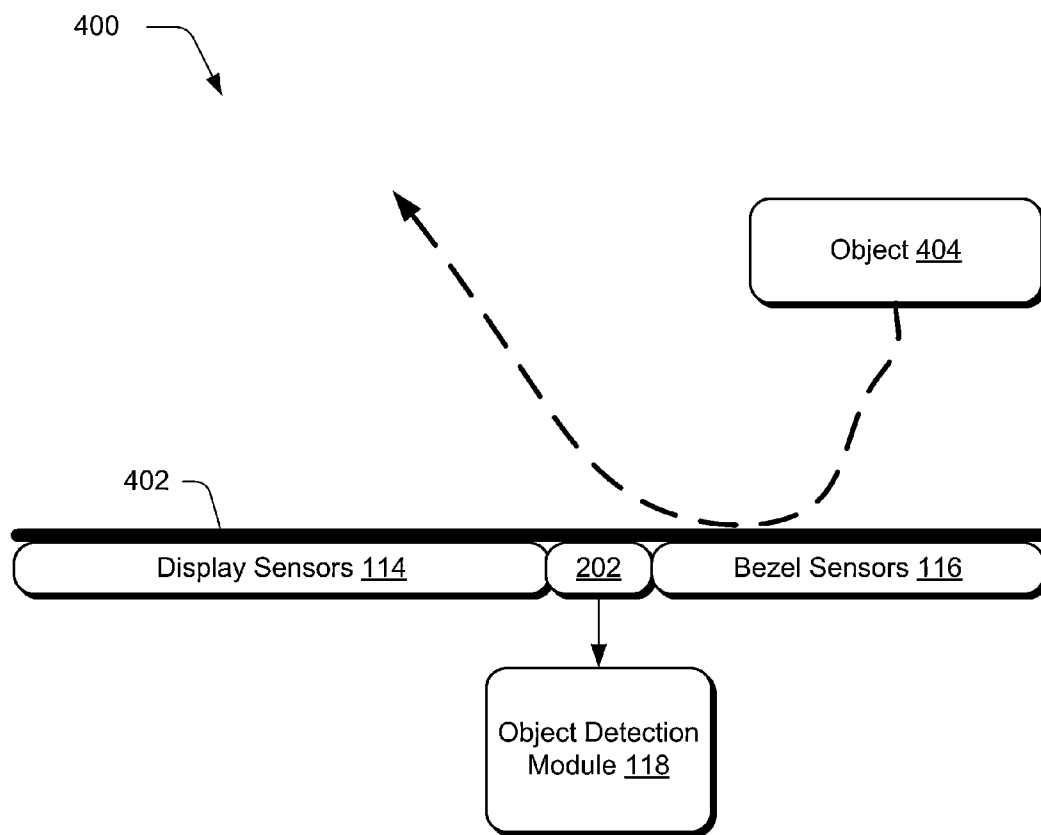 400
Object 404
402
Display Sensors 114
202
Bezel Sensors 116
Object Detection
Module 118